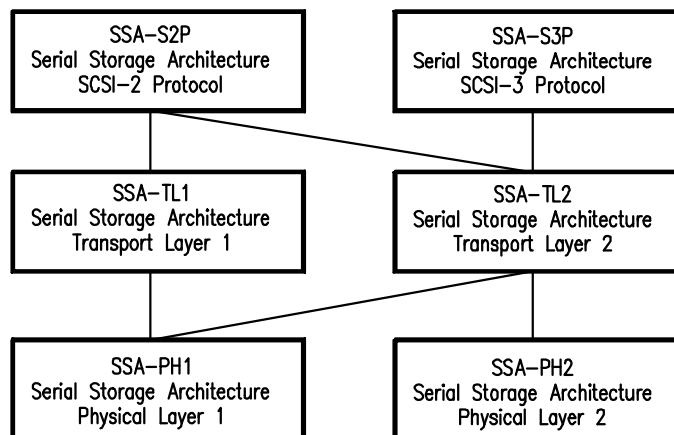 SSA-S2P
Serial Storage Architecture
SCSI-2 Protocol
SSA-S3P
Serial Storage Architecture
SCSI-3 Protocol
SSA-TL1
Serial Storage Architecture
Transport Layer 1
SSA-TL2
Serial Storage Architecture
Transport Layer 2
SSA-PH1
Serial Storage Architecture
Physical Layer 1
SSA-PH2
Serial Storage Architecture
Physical Layer 2